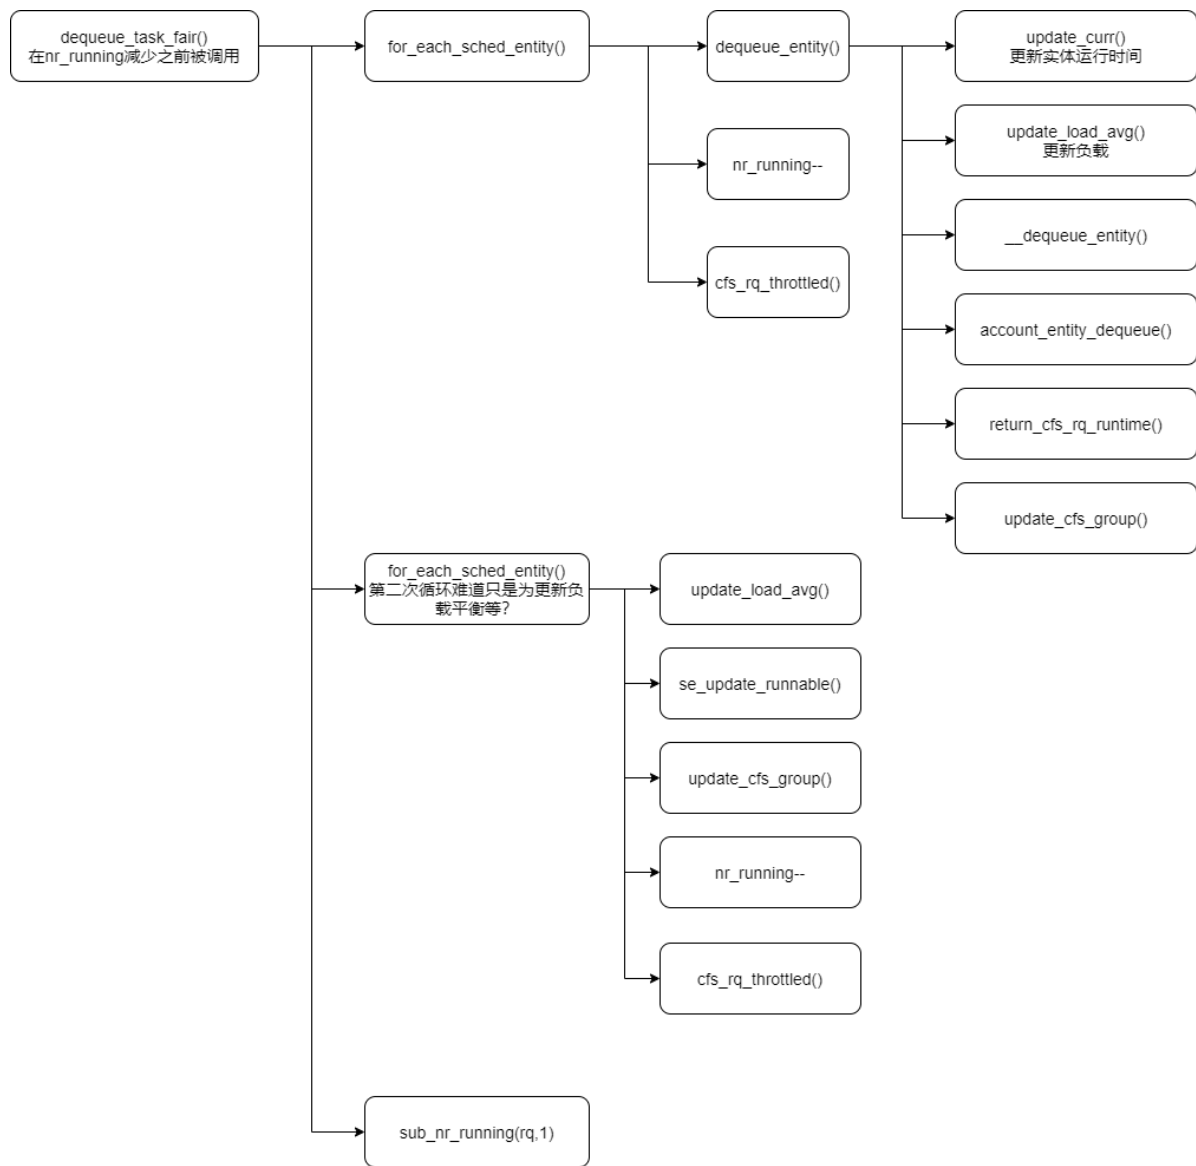 dequeue_task_fair()
在nr_running减少之前被调用
for_each_sched_entity()
dequeue_entity()
update_curr()
更新实体运行时间
update_load_avg()
更新负载
nr_running--
__dequeue_entity()
cfs_rq_throttled()
account_entity_dequeue()
return_cfs_rq_runtime()
update_cfs_group()
for_each_sched_entity()
第二次循环难道只是为更新负
载平衡等?
update_load_avg()
se_update_runnable()
update_cfs_group()
nr_running--
cfs_rq_throttled()
sub_nr_running(rq,1)